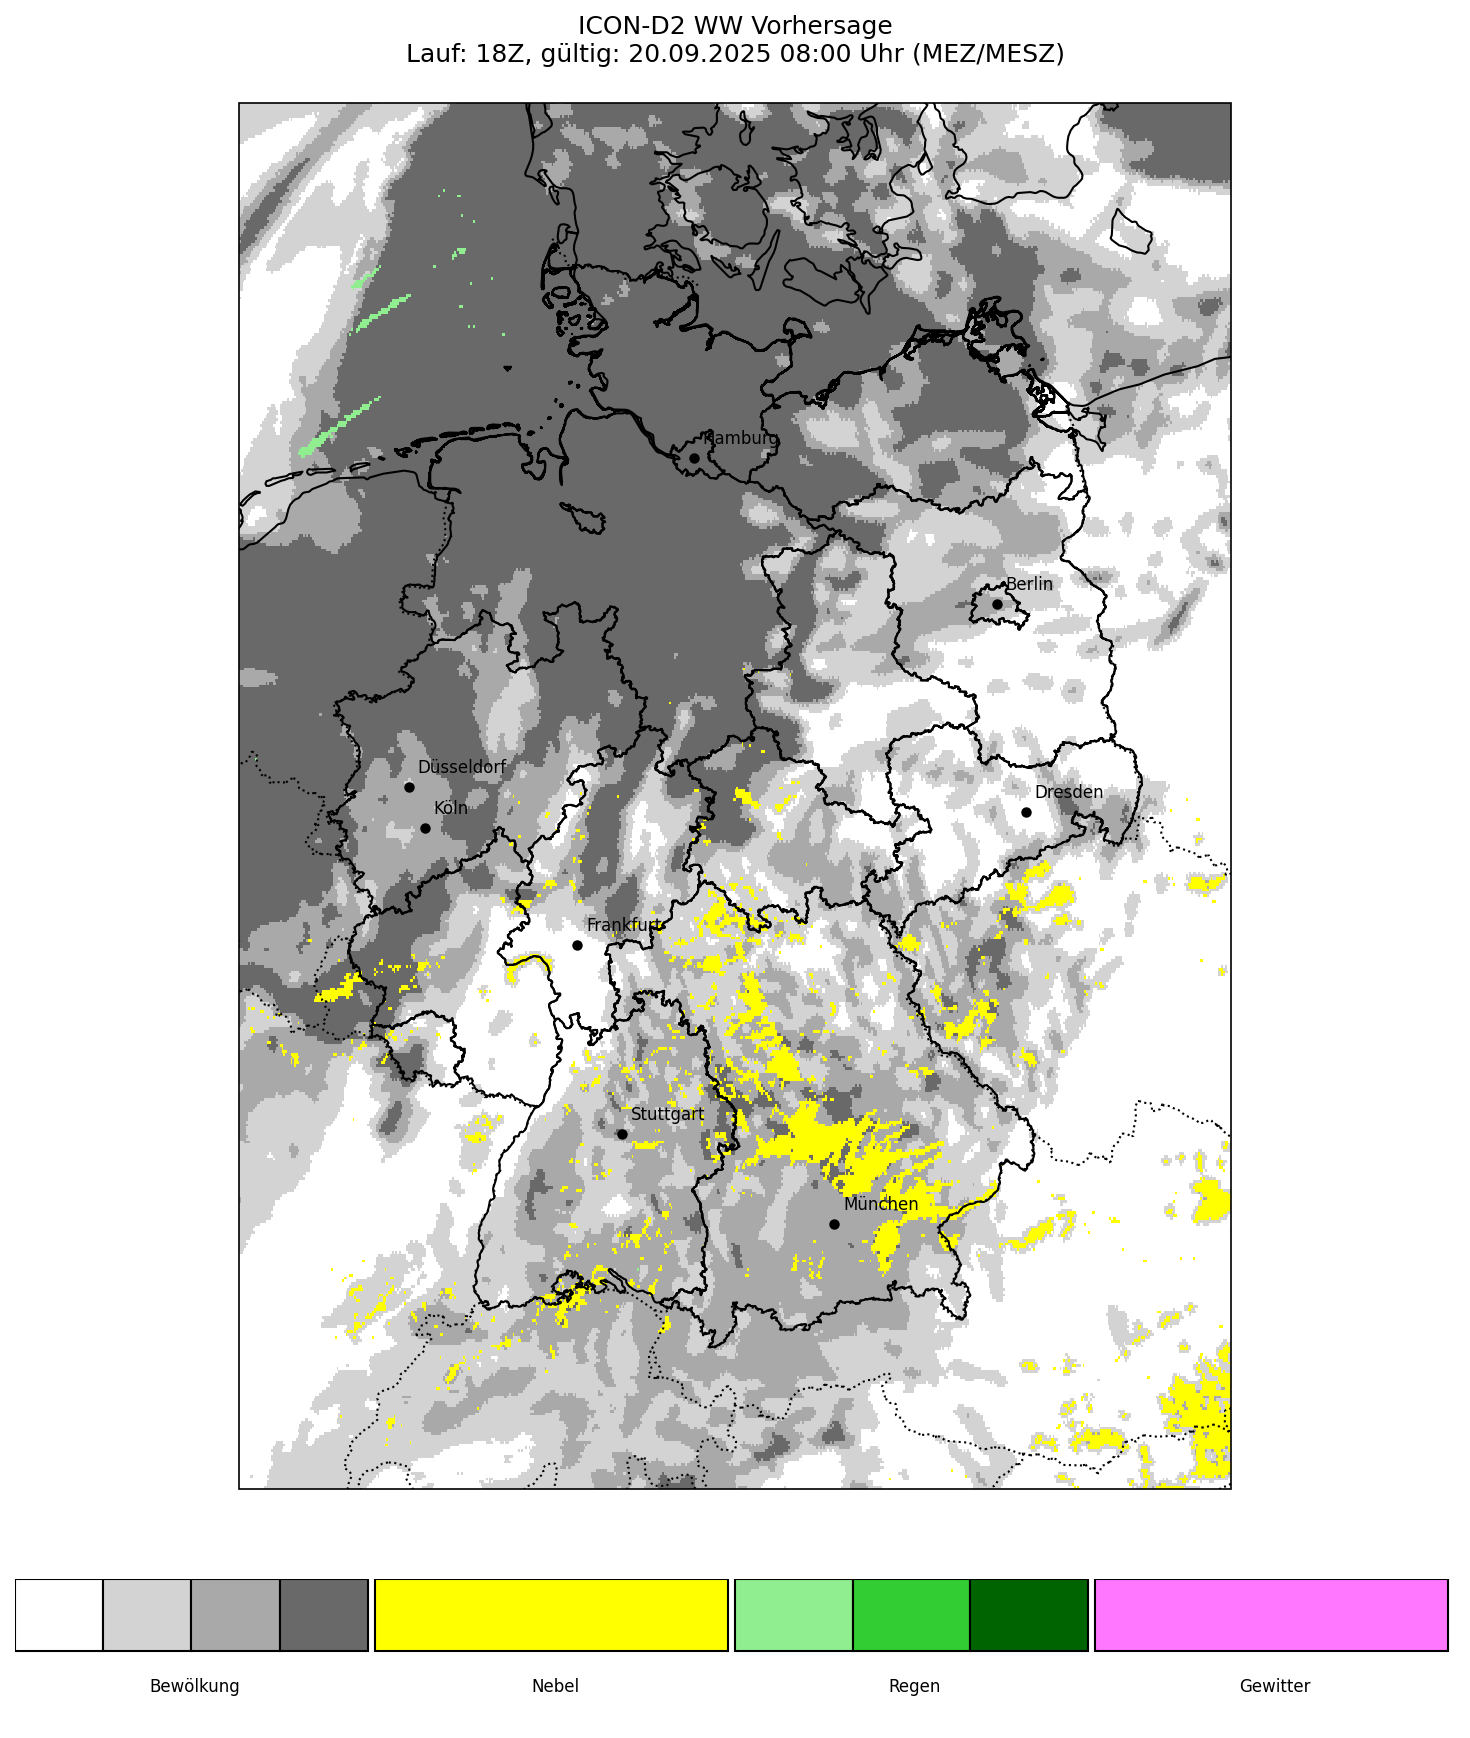 ICON-D2 WW Vorhersage
Lauf: 18Z, gültig: 20.09.2025 08:00 Uhr (MEZ/MESZ)
Hamburg
Berlin
Düsseldorf
Köln
Dresden
Frankfurt
Stuttgart
München
Bewölkung
Nebel
Regen
Gewitter